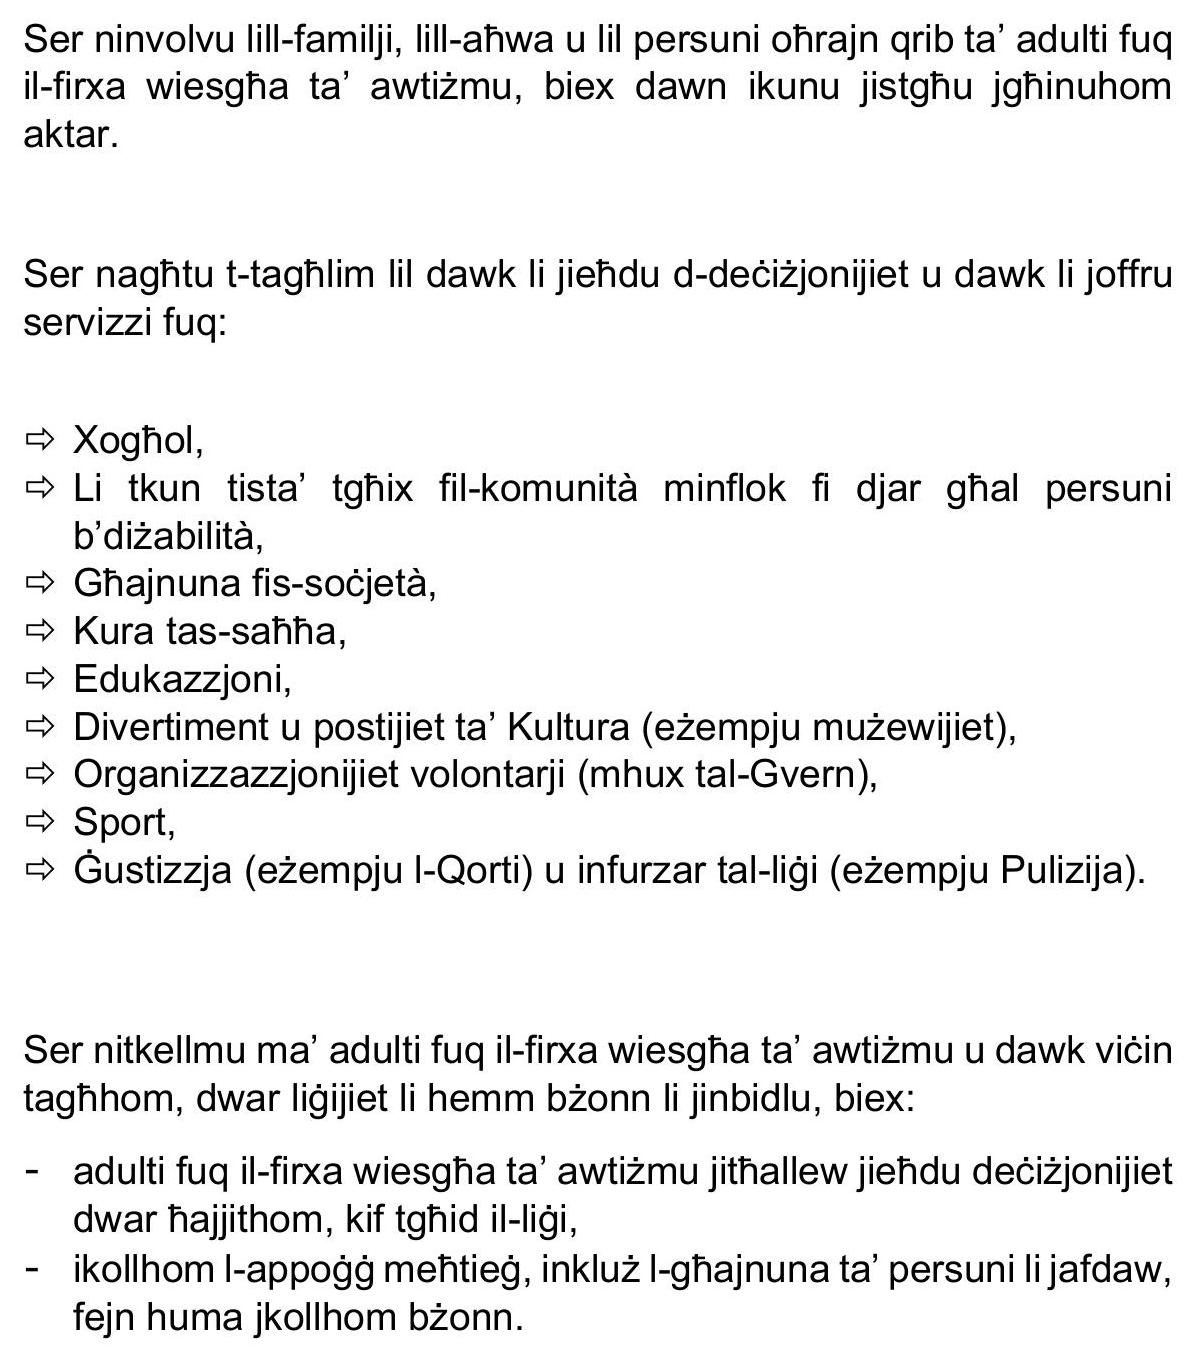 Ser ninvolvu lill-familji, lill-aħwa u lil persuni oħrajn qrib ta’ adulti fuq
il-firxa wiesgħa ta’ awtiżmu, biex dawn ikunu jistgħu jgħinuhom
aktar.
Ser nagħtu t-tagħlim lil dawk li jieħdu d-deċiżjonijiet u dawk li joffru
servizzi fuq:
⇨ Xogħol,
⇨ Li tkun tista’ tgħix fil-komunità minflok fi djar għal persuni
b’diżabilità,
⇨ Għajnuna fis-soċjetà,
⇨ Kura tas-saħħa,
⇨ Edukazzjoni,
⇨ Divertiment u postijiet ta’ Kultura (eżempju mużewijiet),
⇨ Organizzazzjonijiet volontarji (mhux tal-Gvern),
⇨ Sport,
⇨ Ġustizzja (eżempju l-Qorti) u infurzar tal-liġi (eżempju Pulizija).
Ser nitkellmu ma’ adulti fuq il-firxa wiesgħa ta’ awtiżmu u dawk viċin
tagħhom, dwar liġijiet li hemm bżonn li jinbidlu, biex:
- adulti fuq il-firxa wiesgħa ta’ awtiżmu jitħallew jieħdu deċiżjonijiet
dwar ħajjithom, kif tgħid il-liġi,
- ikollhom l-appoġġ meħtieġ, inkluż l-għajnuna ta’ persuni li jafdaw,
fejn huma jkollhom bżonn.